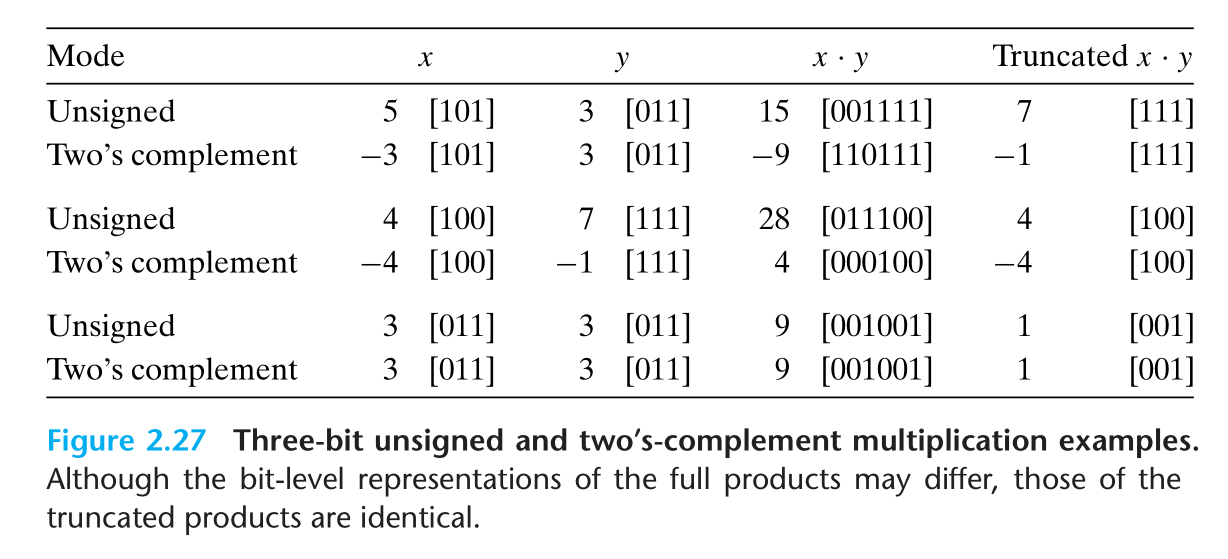 Mode x y x · y Truncated x · y
Unsigned 5 [101] 3 [011] 15 [001111] 7 [111]
Two’s complement −3 [101] 3 [011] −9 [110111] −1 [111]
Unsigned 4 [100] 7 [111] 28 [011100] 4 [100]
Two’s complement −4 [100] −1 [111] 4 [000100] −4 [100]
Unsigned 3 [011] 3 [011] 9 [001001] 1 [001]
Two’s complement 3 [011] 3 [011] 9 [001001] 1 [001]
Figure 2.27 Three-bit unsigned and two’s-complement multiplication examples.
Although the bit-level representations of the full products may differ, those of the
truncated products are identical.